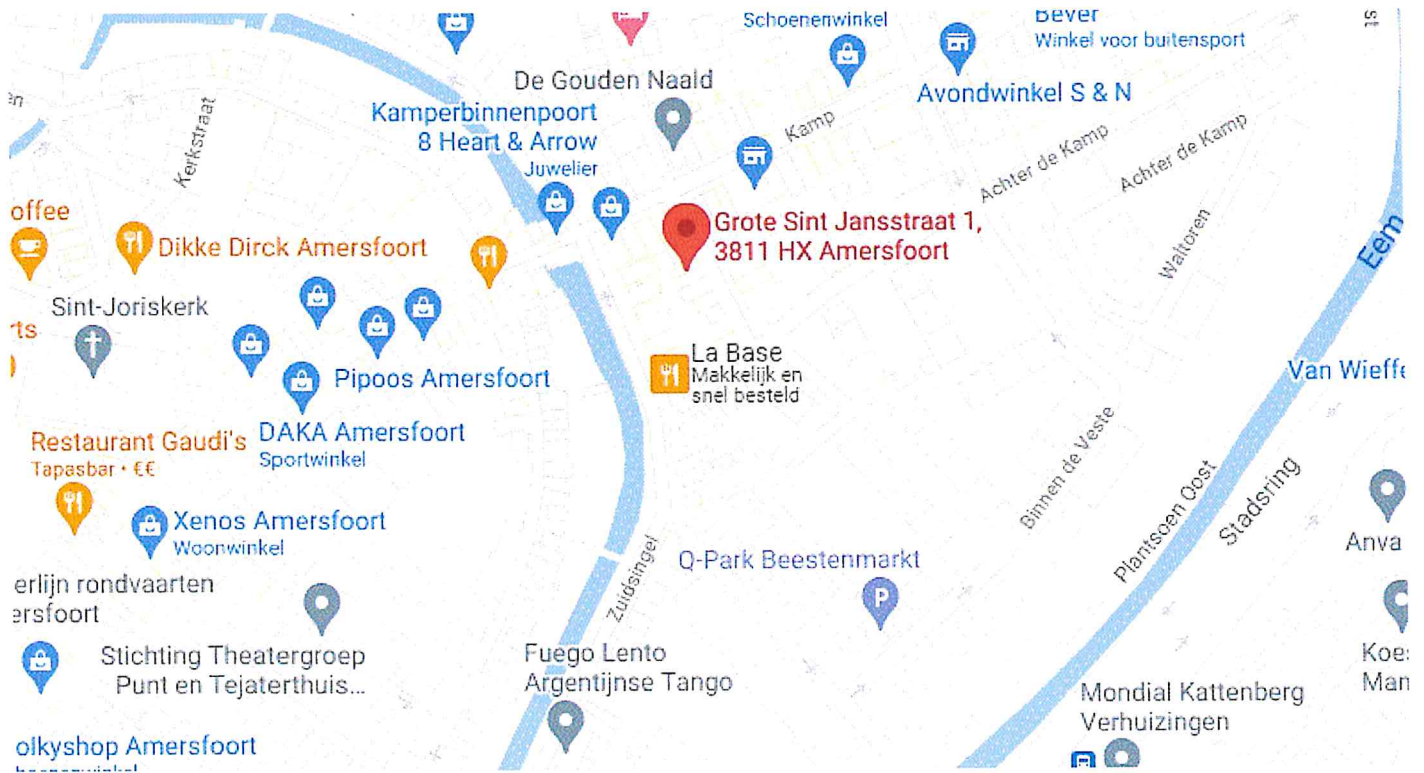 Schoenenwinkel
Bever
Winkel voor buitensport
st
De Gouden Naald
Avondwinkel S & N
Kamperbinnenpoort
8 Heart & Arrow
Juwelier
Kamp
Kerkstraat
en
Achter de Kamp
Achter de Kamp
offee
Dikke Dirck Amersfoort
Grote Sint Jansstraat 1,
3811 HX Amersfoort
Waltoren
Eem
Sint-Joriskerk
rts
La Base
Makkelijk en
snel besteld
Pipoos Amersfoort
Van Wieffe
Restaurant Gaudi's
Tapasbar · €€
DAKA Amersfoort
Sportwinkel
Binnen de Veste
Plantsoen Oost
Stadsring
Xenos Amersfoort
Woonwinkel
Anva
Zuidsingel
Q-Park Beestenmarkt
P
erlijn rondvaarten
ersfoort
Stichting Theatergroep
Punt en Tejaterthuis...
Fuego Lento
Argentijnse Tango
Koe
Man
Mondial Kattenberg
Verhuizingen
olkyshop Amersfoort